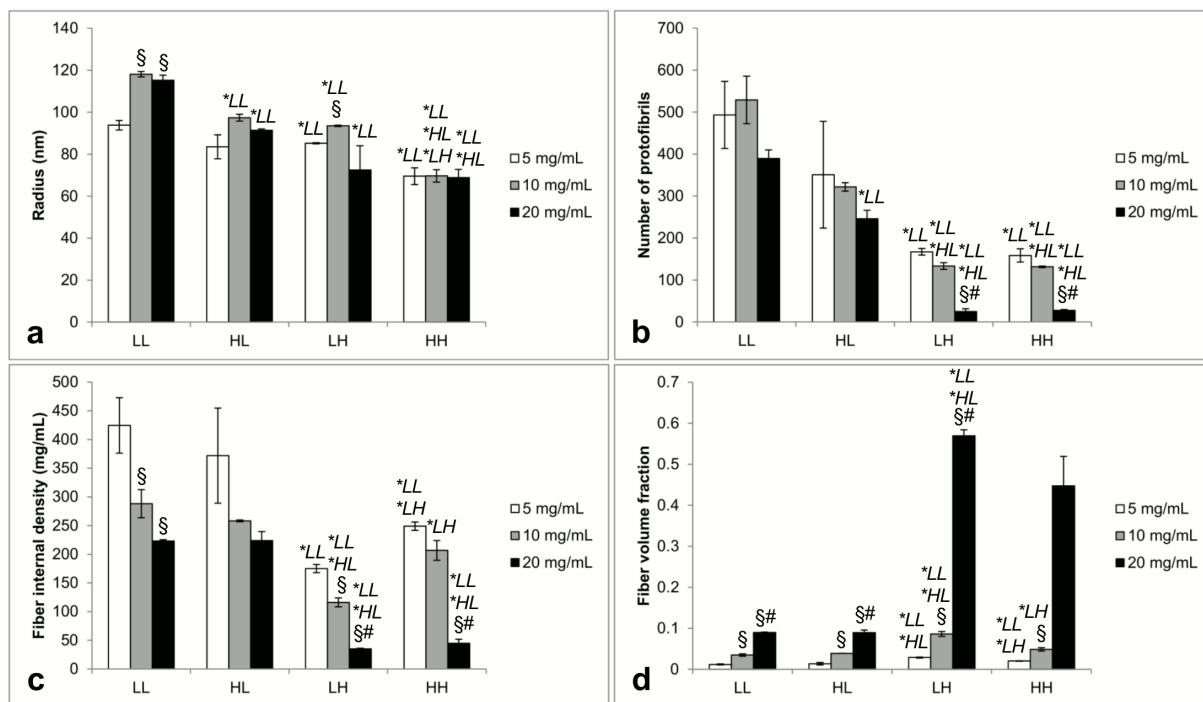 140
120
100
80
60
40
20
0
Radius (nm)
§
§
*LL
*LL
*LL
*LL
§
*LL
*LL
*HL
*LL*LH
*LL
*HL
LL
HL
LH
HH
5 mg/mL
10 mg/mL
20 mg/mL
a
700
600
500
400
300
200
100
0
Number of protofibrils
*LL
*LL
*LL
*HL
*LL
*HL
§#
*LL
*LL
*HL
*LL
*HL
§#
LL
HL
LH
HH
5 mg/mL
10 mg/mL
20 mg/mL
b
500
450
400
350
300
250
200
150
100
50
0
Fiber internal density (mg/mL)
§
§
*LL
*LL
*HL
§
*LL
*HL
§#
*LL
*LH
*LH
*LL
*HL
§#
LL
HL
LH
HH
5 mg/mL
10 mg/mL
20 mg/mL
c
0.7
0.6
0.5
0.4
0.3
0.2
0.1
0
Fiber volume fraction
§
§#
§
§#
*LL
*HL
*LL
*HL
§
*LL
*HL
§#
*LL
*LH
*LH
§
LL
HL
LH
HH
5 mg/mL
10 mg/mL
20 mg/mL
d